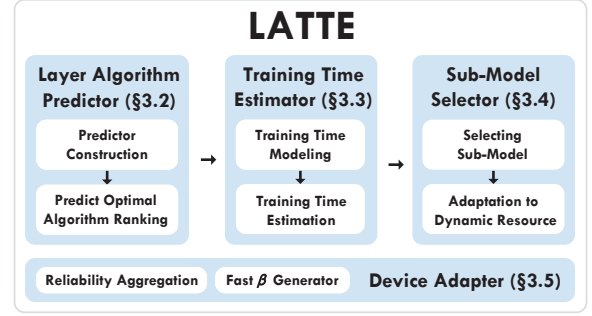 LATTE
Layer Algorithm
Predictor (§3.2)
Predictor
Construction
Predict Optimal
Algorithm Ranking
Training Time
Estimator (§3.3)
Training Time
Modeling
Training Time
Estimation
Sub-Model
Selector (§3.4)
Selecting
Sub-Model
Adaptation to
Dynamic Resource
Reliability Aggregation
Fast β Generator
Device Adapter (§3.5)